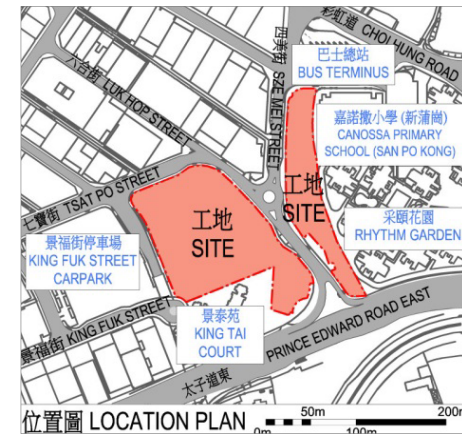 彩虹道 CHOI HUNG ROAD
四美街 SZE MEI STREET
巴士總站
BUS TERMINUS
六合街 LUK HOP STREET
嘉諾撒小學 (新蒲崗)
CANOSSA PRIMARY
SCHOOL (SAN PO KONG)
七寶街 TSAT PO STREET
工地
SITE
工地
SITE
采頤花園
RHYTHM GARDEN
景福街停車場
KING FUK STREET
CARPARK
景福街 KING FUK STREET
景泰苑
KING TAI
COURT
太子道東 PRINCE EDWARD ROAD EAST
位置圖 LOCATION PLAN
50m 200m
0m 100m